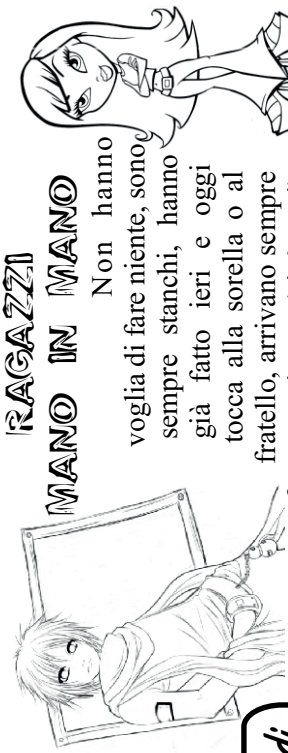 RAGAZZI
MANO IN MANO
Non hanno
voglia di fare niente, sono
sempre stanchi, hanno
già fatto ieri e oggi
tocca alla sorella o al
fratello, arrivano sempre
di